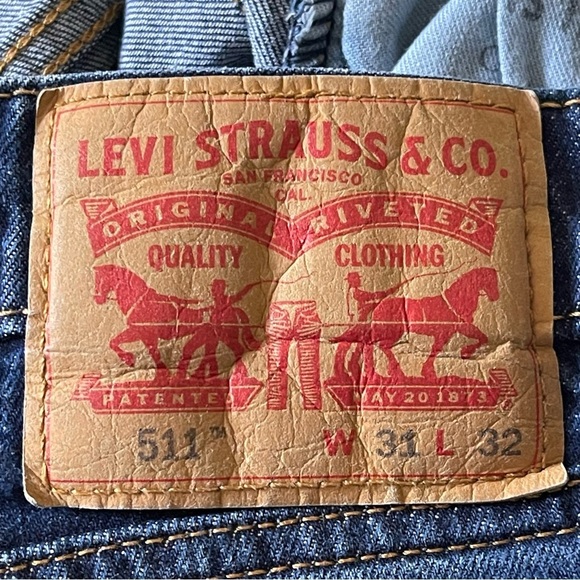 LEVI STRAUSS & CO.
SAN FRANCISCO
CAL.
ORIGINAL RIVETED
QUALITY CLOTHING
PATENTED MAY 20 1873
511™ W 31 L 32